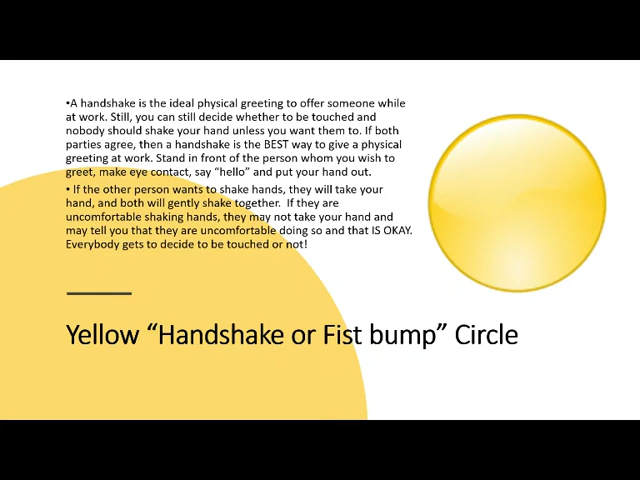 •A handshake is the ideal physical greeting to offer someone while
at work. Still, you can still decide whether to be touched and
nobody should shake your hand unless you want them to. If both
parties agree, then a handshake is the BEST way to give a physical
greeting at work. Stand in front of the person whom you wish to
greet, make eye contact, say “hello” and put your hand out.
• If the other person wants to shake hands, they will take your
hand, and both will gently shake together.  If they are
uncomfortable shaking hands, they may not take your hand and
may tell you that they are uncomfortable doing so and that IS OKAY.
Everybody gets to decide to be touched or not!
Yellow “Handshake or Fist bump” Circle